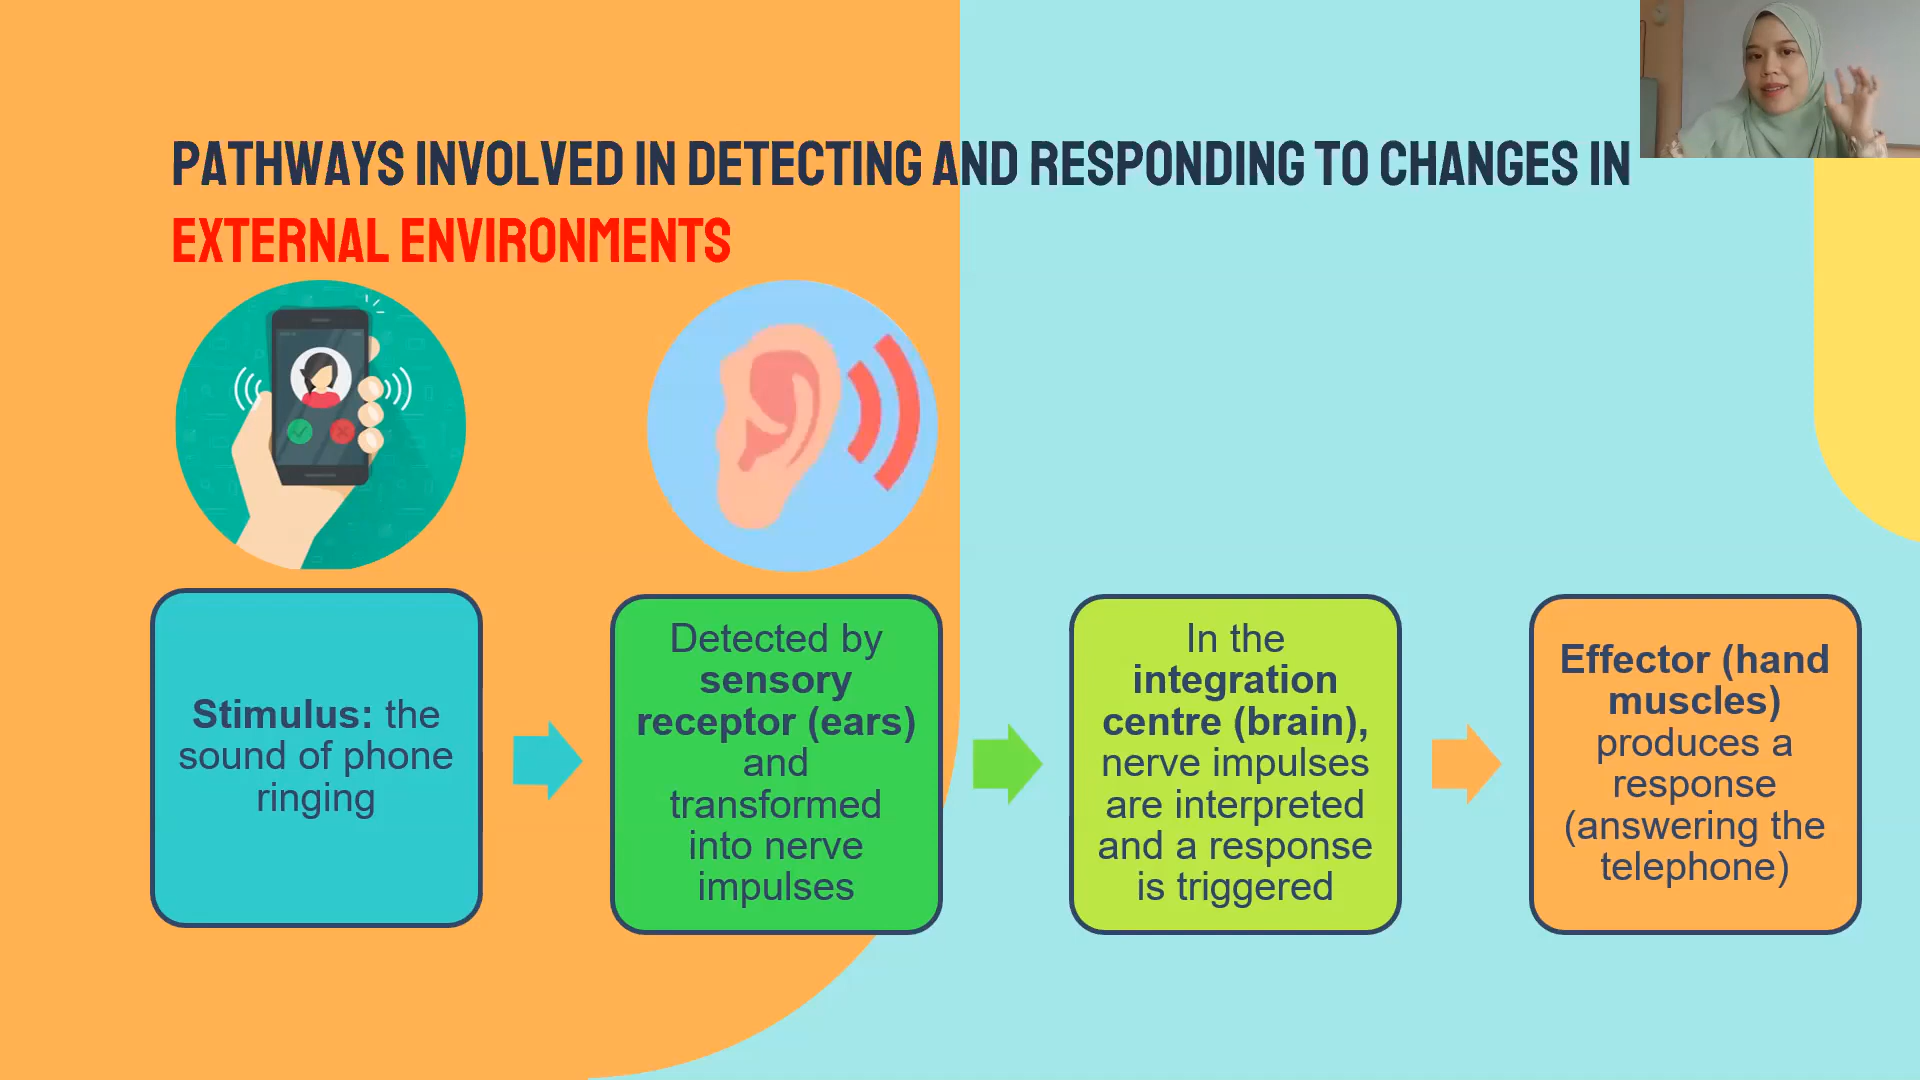 PATHWAYS INVOLVED IN DETECTING AND RESPONDING TO CHANGES IN
EXTERNAL ENVIRONMENTS
Stimulus: the
sound of phone
ringing
Detected by
sensory
receptor (ears)
and
transformed
into nerve
impulses
In the
integration
centre (brain),
nerve impulses
are interpreted
and a response
is triggered
Effector (hand
muscles)
produces a
response
(answering the
telephone)